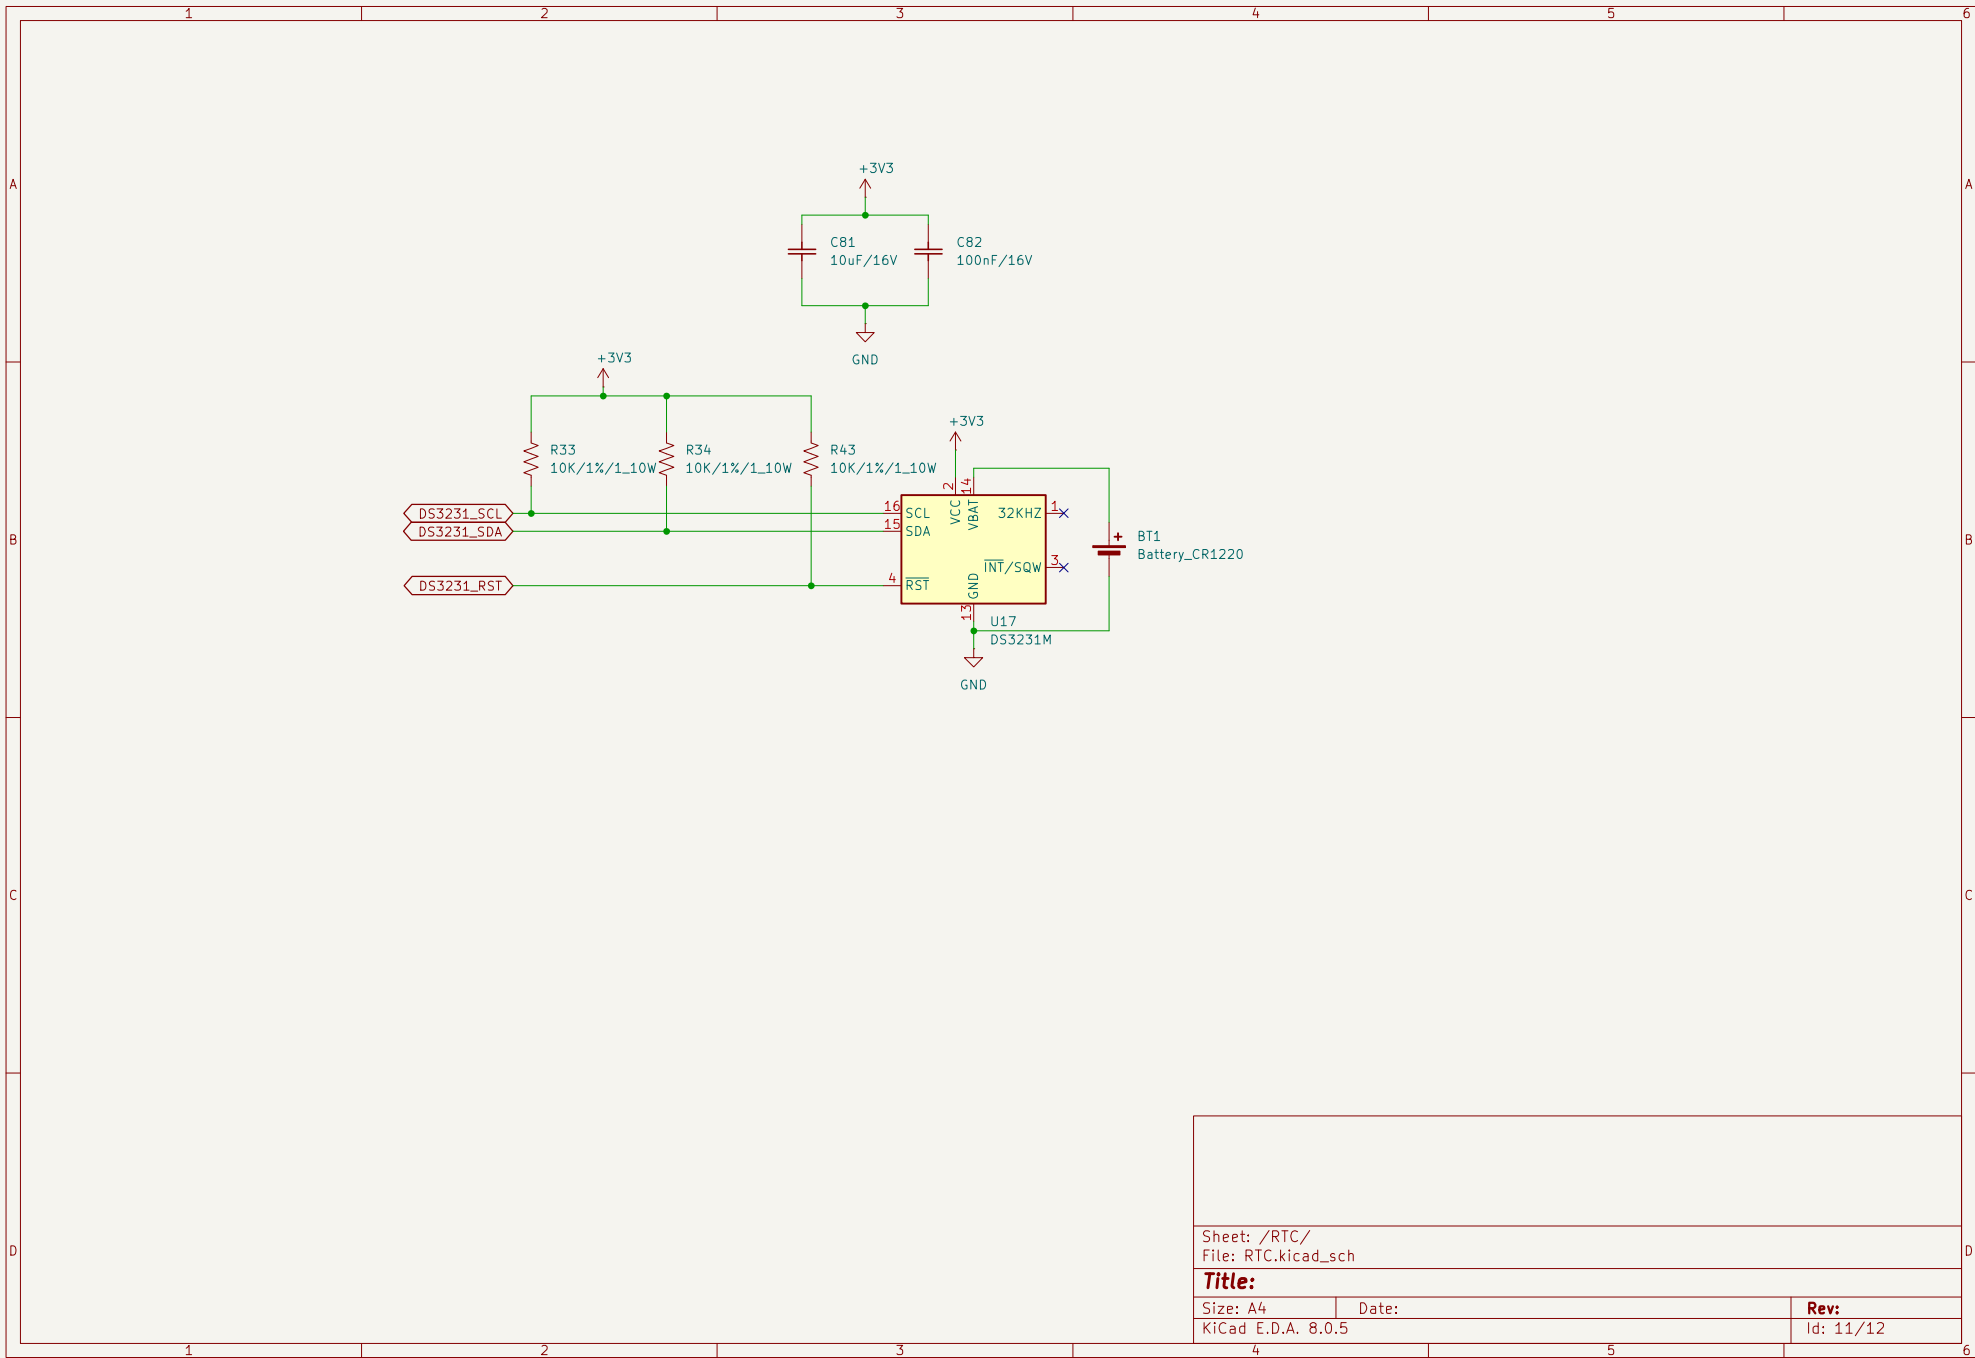 1 2 3 4 5 6
A A
+3V3
C81
10uF/16V
C82
100nF/16V
GND
+3V3
+3V3
R33
10K/1%/1_10W
R34
10K/1%/1_10W
R43
10K/1%/1_10W
2
14
VCC
VBAT
DS3231_SCL
16
SCL
32KHZ
1
DS3231_SDA
15
SDA
B B
BT1
+
Battery_CR1220
INT/SQW
3
DS3231_RST
4
RST
GND
13
U17
DS3231M
GND
C C
Sheet: /RTC/
File: RTC.kicad_sch
D D
Title:
Size: A4
Date:
Rev:
KiCad E.D.A. 8.0.5
Id: 11/12
1 2 3 4 5 6